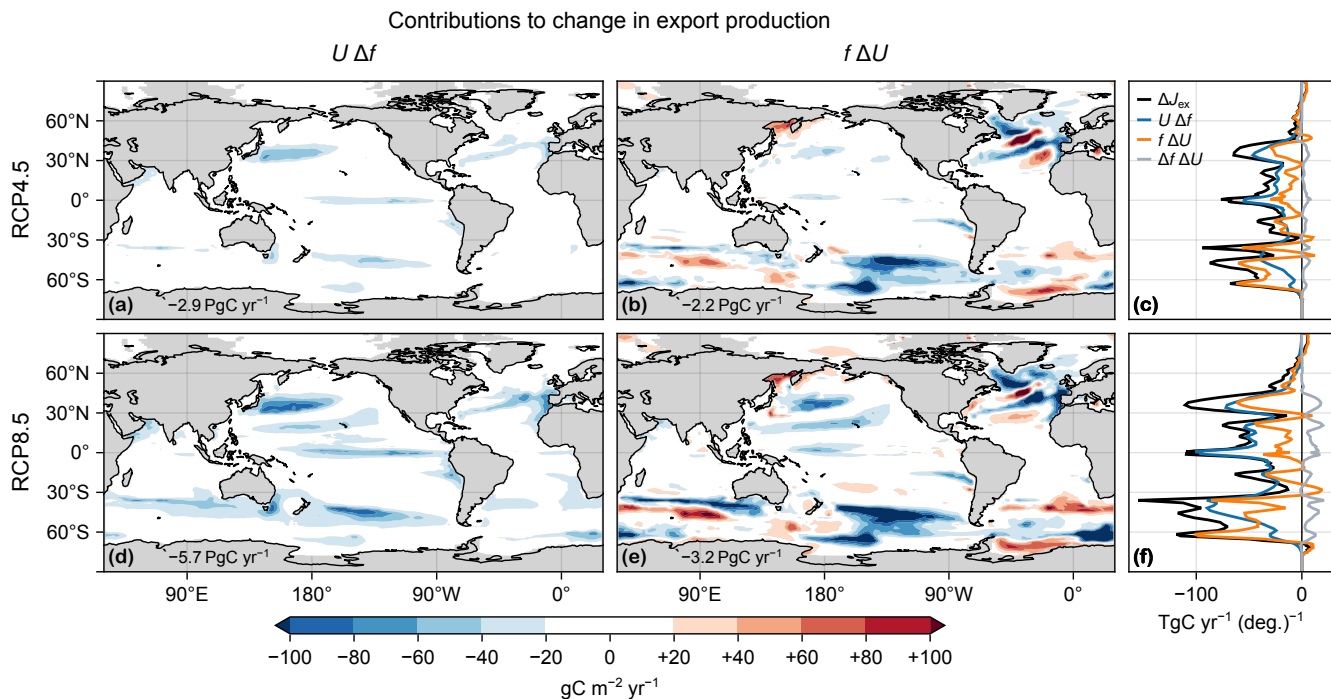 Contributions to change in export production
U Δf
f ΔU
RCP4.5
60°N
30°N
0°
30°S
60°S
(a)
−2.9 PgC yr⁻¹
(b)
−2.2 PgC yr⁻¹
ΔJex
U Δf
f ΔU
Δf ΔU
(c)
RCP8.5
60°N
30°N
0°
30°S
60°S
(d)
−5.7 PgC yr⁻¹
(e)
−3.2 PgC yr⁻¹
(f)
90°E
180°
90°W
0°
90°E
180°
90°W
0°
−100
0
TgC yr⁻¹ (deg.)⁻¹
−100
−80
−60
−40
−20
0
+20
+40
+60
+80
+100
gC m⁻² yr⁻¹